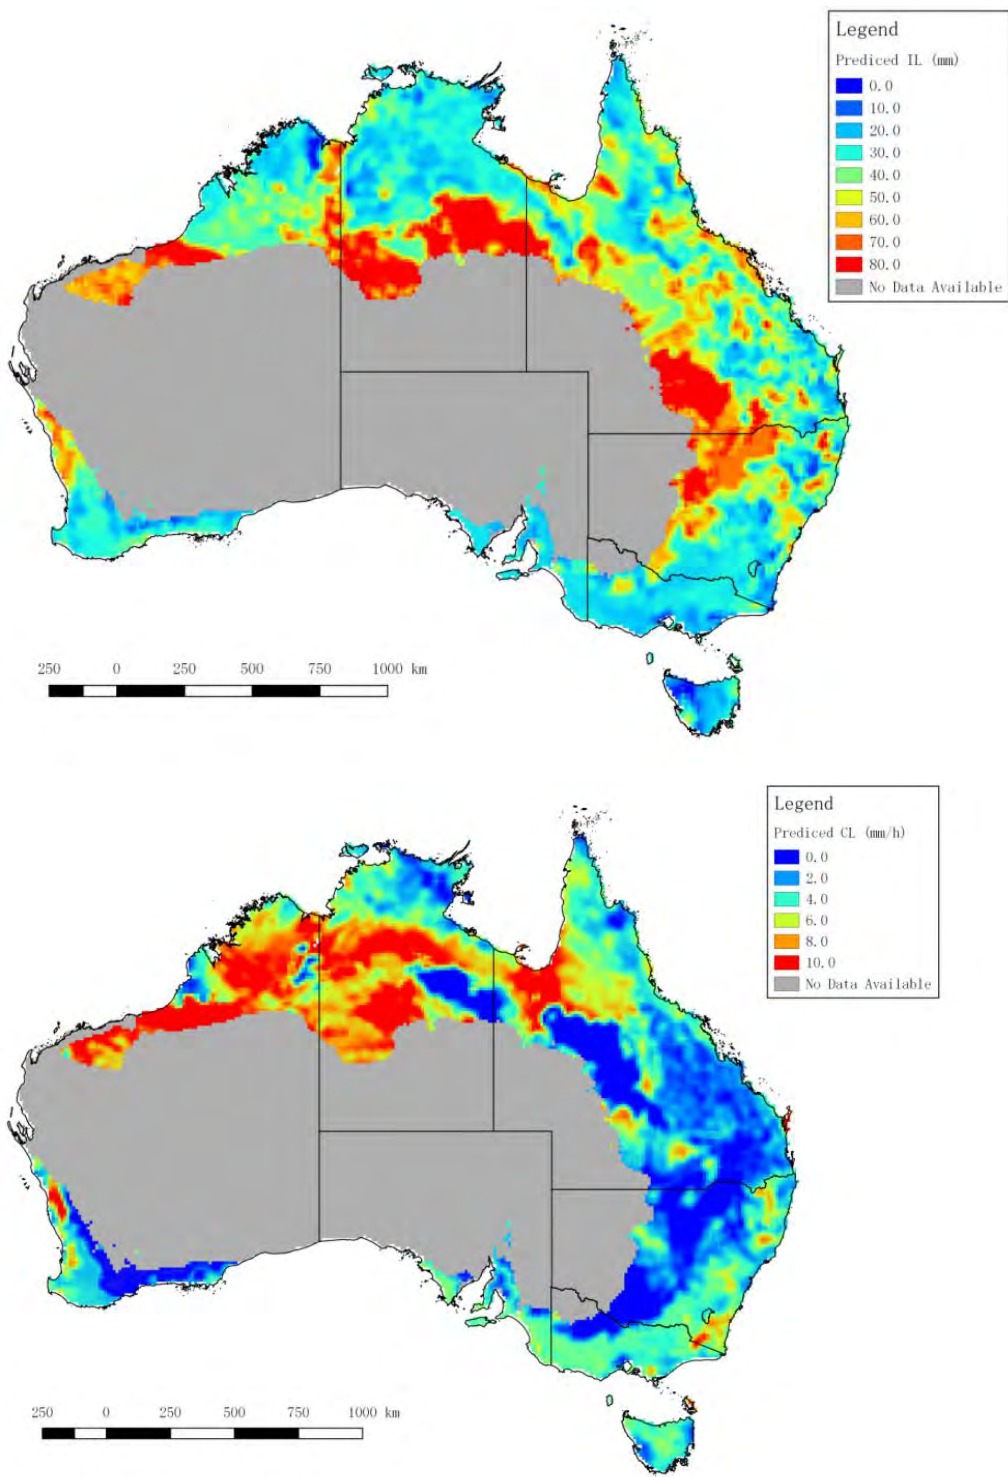 Legend
Prediced IL (mm)
0.0
10.0
20.0
30.0
40.0
50.0
60.0
70.0
80.0
No Data Available
250 0 250 500 750 1000 km
Legend
Prediced CL (mm/h)
0.0
2.0
4.0
6.0
8.0
10.0
No Data Available
250 0 250 500 750 1000 km